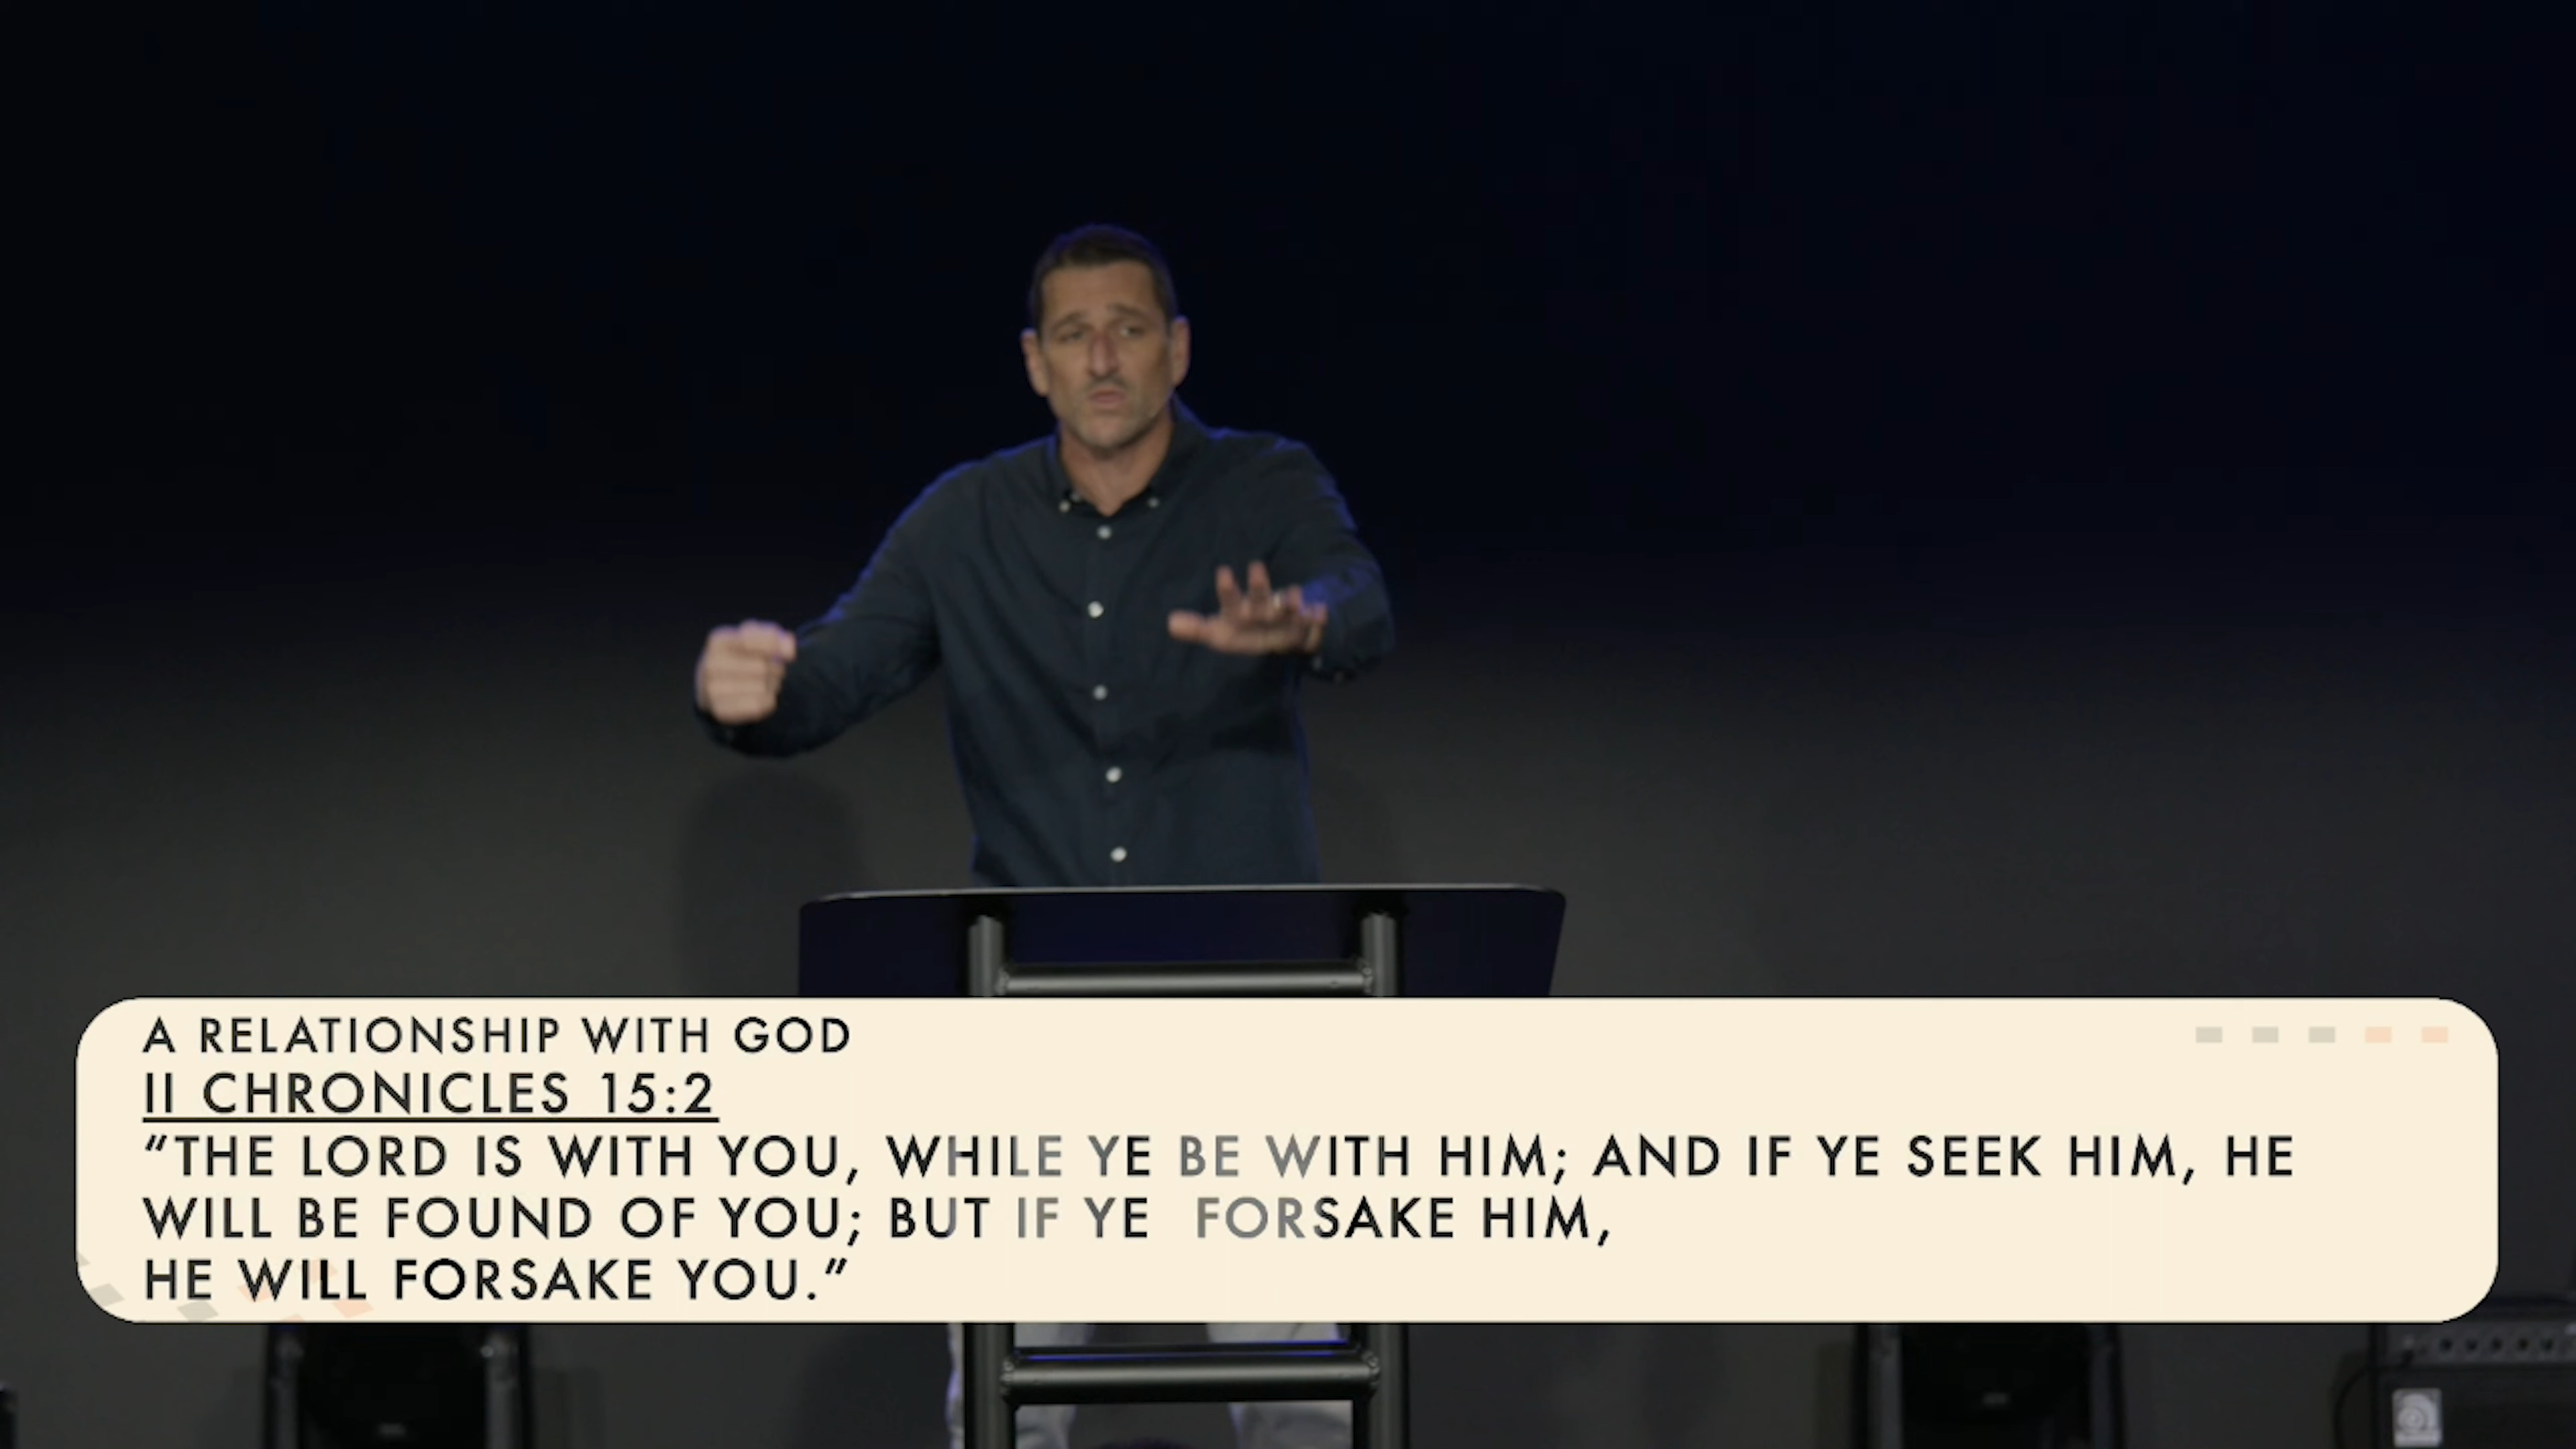 A RELATIONSHIP WITH GOD
II CHRONICLES 15:2
“THE LORD IS WITH YOU, WHILE YE BE WITH HIM; AND IF YE SEEK HIM, HE
WILL BE FOUND OF YOU; BUT IF YE FORSAKE HIM,
HE WILL FORSAKE YOU.”